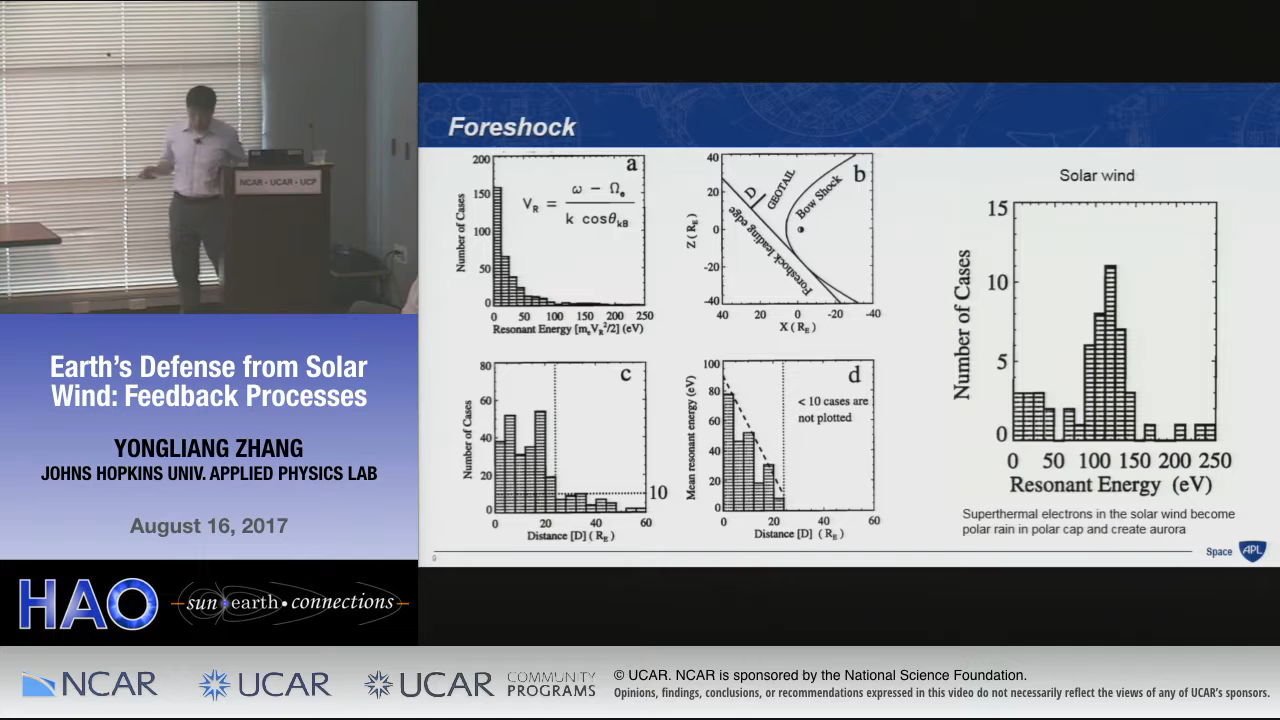 NCAR • UCAR • UCP
Earth's Defense from Solar
Wind: Feedback Processes
YONGLIANG ZHANG
JOHNS HOPKINS UNIV. APPLIED PHYSICS LAB
August 16, 2017
HAO
sun•earth•connections
Foreshock
a
200
150
100
50
0
Number of Cases
V_R = (ω − Ω_e) / (k cosθ_kB)
0 50 100 150 200 250
Resonant Energy [m_eV_R²/2] (eV)
b
40
20
0
-20
-40
Z (R_E)
D
GEOTAIL
Bow Shock
Foreshock leading edge
40 20 0 -20 -40
X (R_E)
c
80
60
40
20
0
Number of Cases
10
0 20 40 60
Distance [D] (R_E)
d
100
80
60
40
20
0
Mean resonant energy (eV)
< 10 cases are
not plotted
0 20 40 60
Distance [D] (R_E)
Solar wind
15
10
5
0
Number of Cases
0 50 100 150 200 250
Resonant Energy (eV)
Superthermal electrons in the solar wind become
polar rain in polar cap and create aurora
Space APL
NCAR
UCAR
UCAR COMMUNITY
PROGRAMS
© UCAR. NCAR is sponsored by the National Science Foundation.
Opinions, findings, conclusions, or recommendations expressed in this video do not necessarily reflect the views of any of UCAR's sponsors.